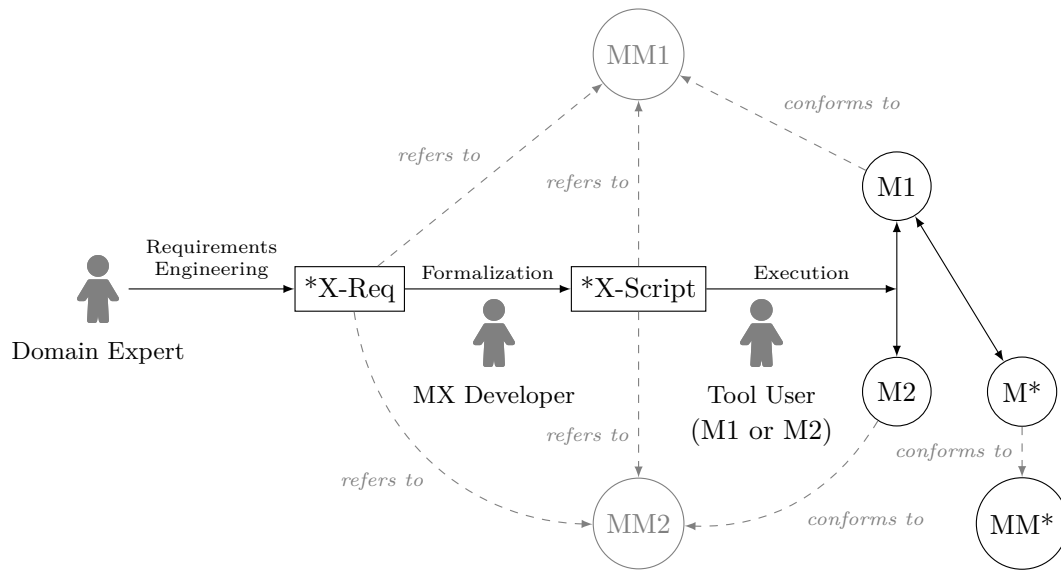 MM1
conforms to
refers to
refers to
M1
Requirements
Engineering
*X-Req
Formalization
*X-Script
Execution
Domain Expert
MX Developer
Tool User
(M1 or M2)
M2
M*
refers to
conforms to
refers to
MM2
conforms to
MM*